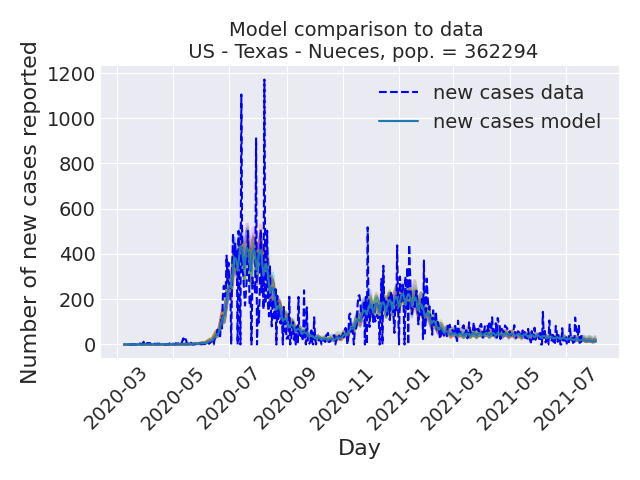 Model comparison to data
US - Texas - Nueces, pop. = 362294
Number of new cases reported
1200
1000
800
600
400
200
0
new cases data
new cases model
2020-03
2020-05
2020-07
2020-09
2020-11
2021-01
2021-03
2021-05
2021-07
Day